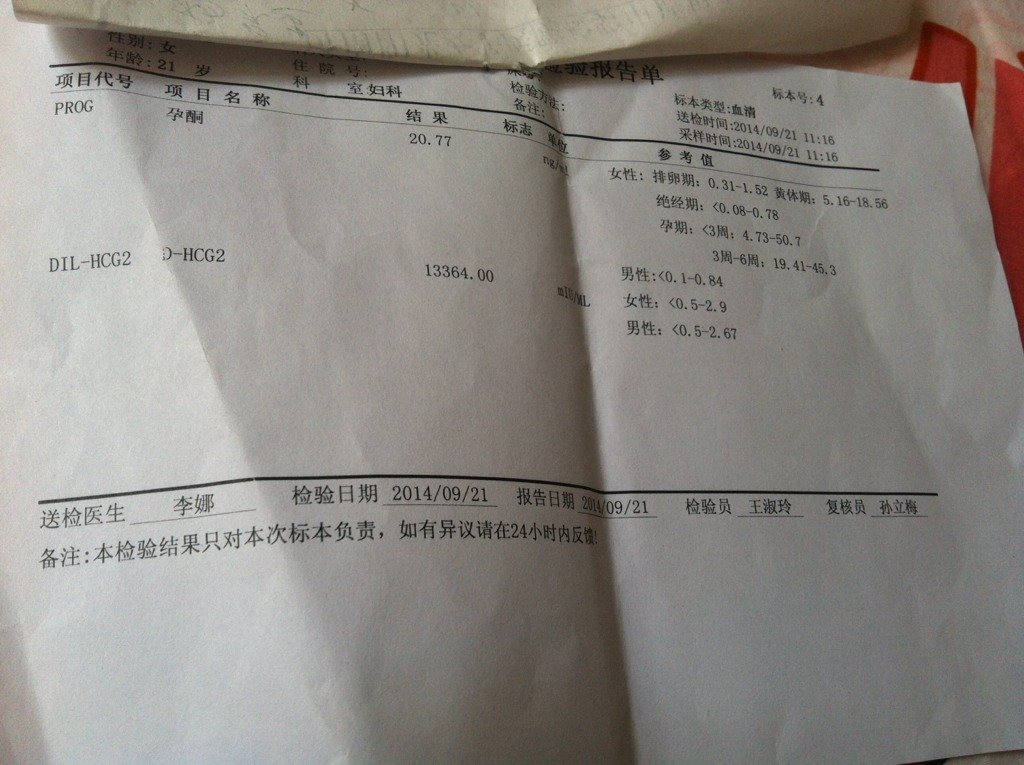 检验报告单
性别:女
年龄:21 岁 住 院 号: 检验方法: 标本号:4
科 室:妇科 备注: 标本类型:血清
送检时间:2014/09/21 11:16
采样时间:2014/09/21 11:16
项目代号 项 目 名 称 结 果 标志 单位 参 考 值
PROG 孕酮 20.77 ng/mL 女性: 排卵期: 0.31-1.52 黄体期: 5.16-18.56
绝经期: <0.08-0.78
孕期: <3周: 4.73-50.7
3周-6周: 19.41-45.3
男性:<0.1-0.84
DIL-HCG2 D-HCG2 13364.00 mIU/ML 女性: <0.5-2.9
男性: <0.5-2.67
送检医生 李娜 检验日期 2014/09/21 报告日期 2014/09/21 检验员 王淑玲 复核员 孙立梅
备注:本检验结果只对本次标本负责，如有异议请在24小时内反馈!